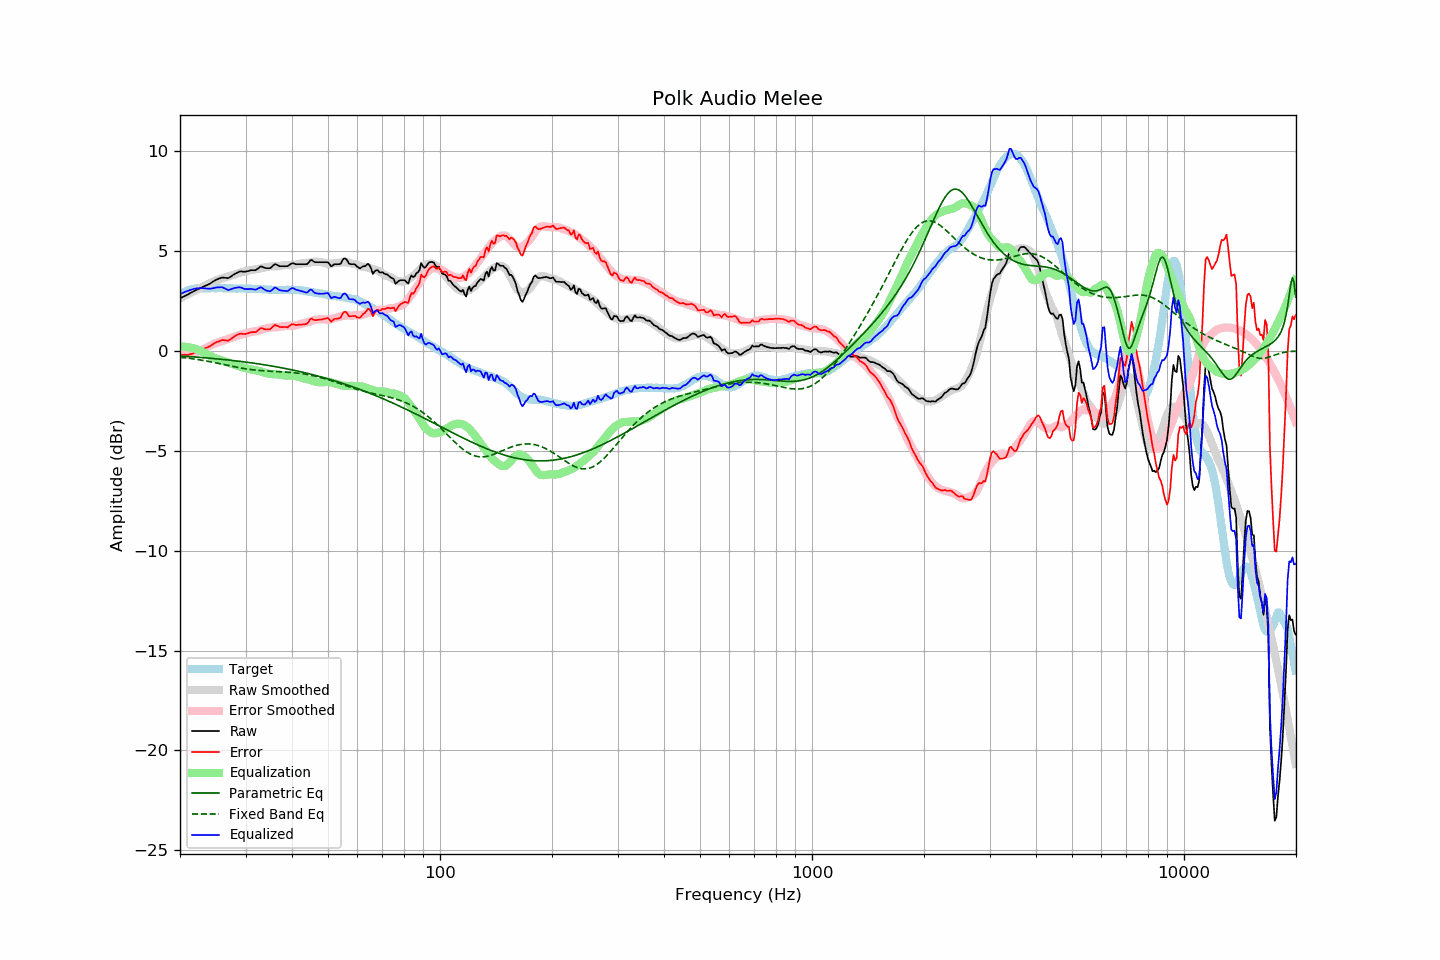 Polk Audio Melee
10
5
0
−5
−10
−15
−20
−25
Amplitude (dBr)
Target
Raw Smoothed
Error Smoothed
Raw
Error
Equalization
Parametric Eq
Fixed Band Eq
Equalized
100
1000
10000
Frequency (Hz)